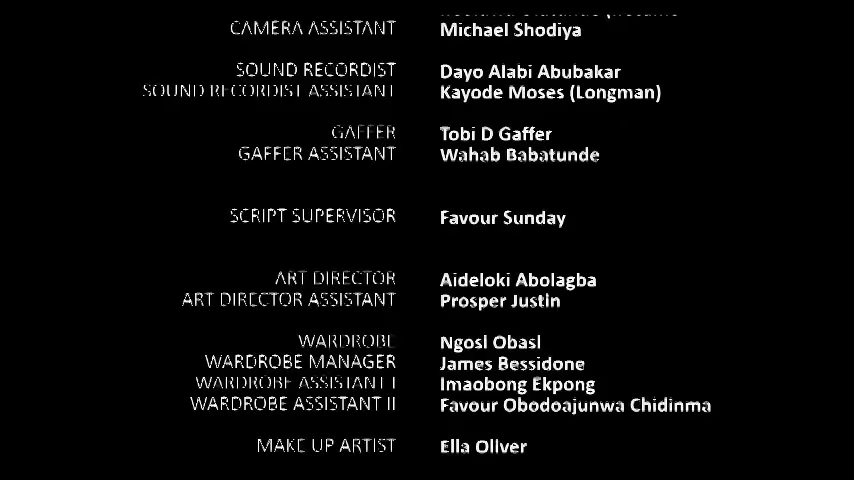 CAMERA ASSISTANT Michael Shodiya
SOUND RECORDIST Dayo Alabi Abubakar
SOUND RECORDIST ASSISTANT Kayode Moses (Longman)
GAFFER Tobi D Gaffer
GAFFER ASSISTANT Wahab Babatunde
SCRIPT SUPERVISOR Favour Sunday
ART DIRECTOR Aideloki Abolagba
ART DIRECTOR ASSISTANT Prosper Justin
WARDROBE Ngosi Obasi
WARDROBE MANAGER James Bessidone
WARDROBE ASSISTANT I Imaobong Ekpong
WARDROBE ASSISTANT II Favour Obodoajunwa Chidinma
MAKE UP ARTIST Ella Oliver